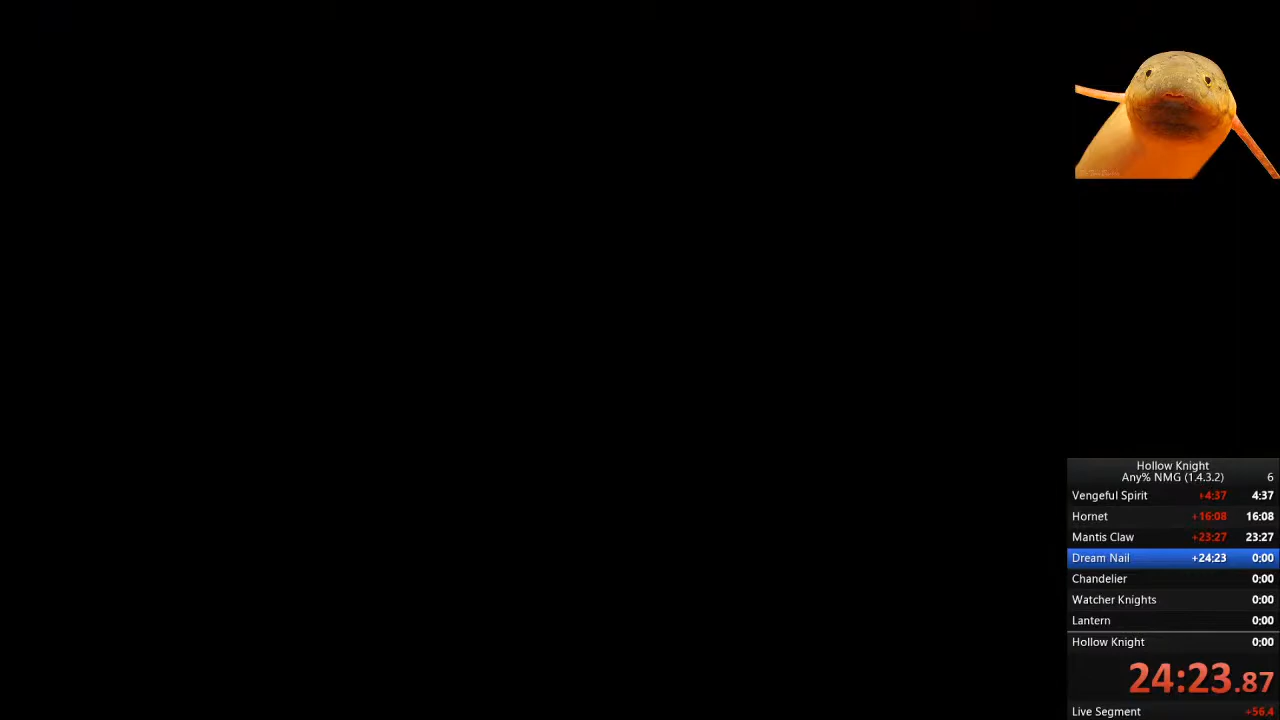 Hollow Knight
Any% NMG (1.4.3.2) 6
Vengeful Spirit +4:37 4:37
Hornet +16:08 16:08
Mantis Claw +23:27 23:27
Dream Nail +24:23 0:00
Chandelier 0:00
Watcher Knights 0:00
Lantern 0:00
Hollow Knight 0:00
24:23.87
Live Segment +56.4